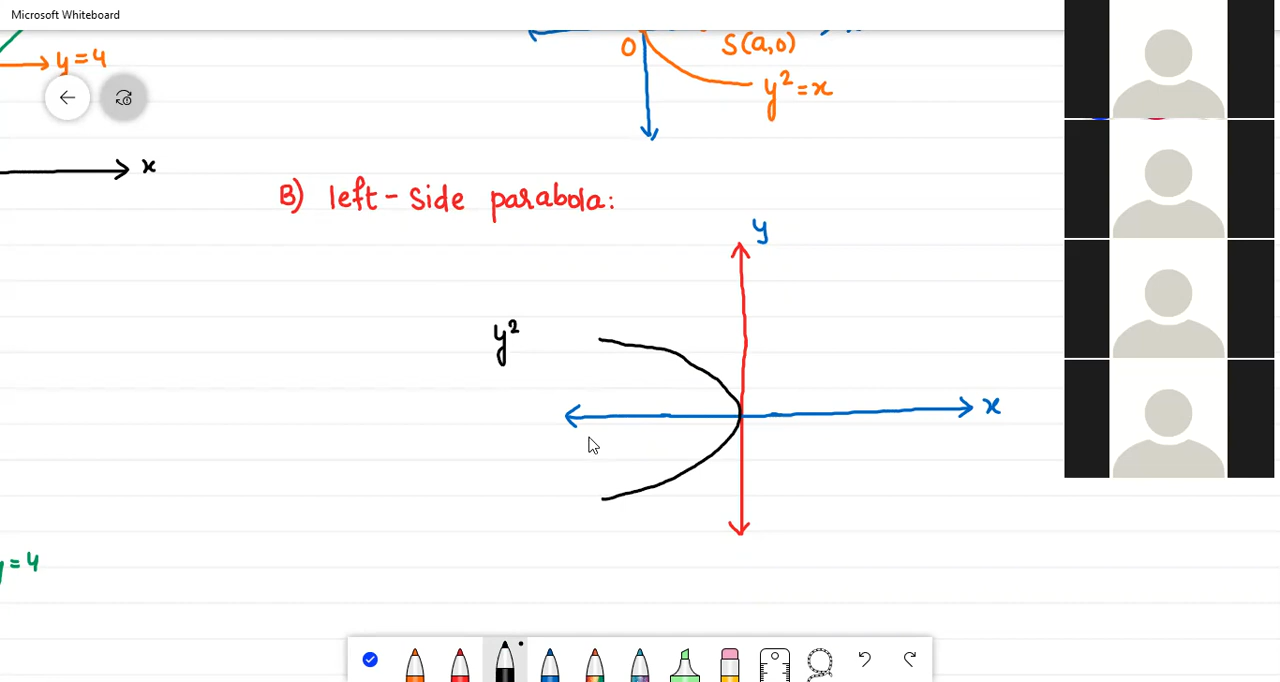 Microsoft Whiteboard
y = 4
O
S(a,0)
x
y² = x
x
B) left-side parabola:
y
y²
x
y = 4